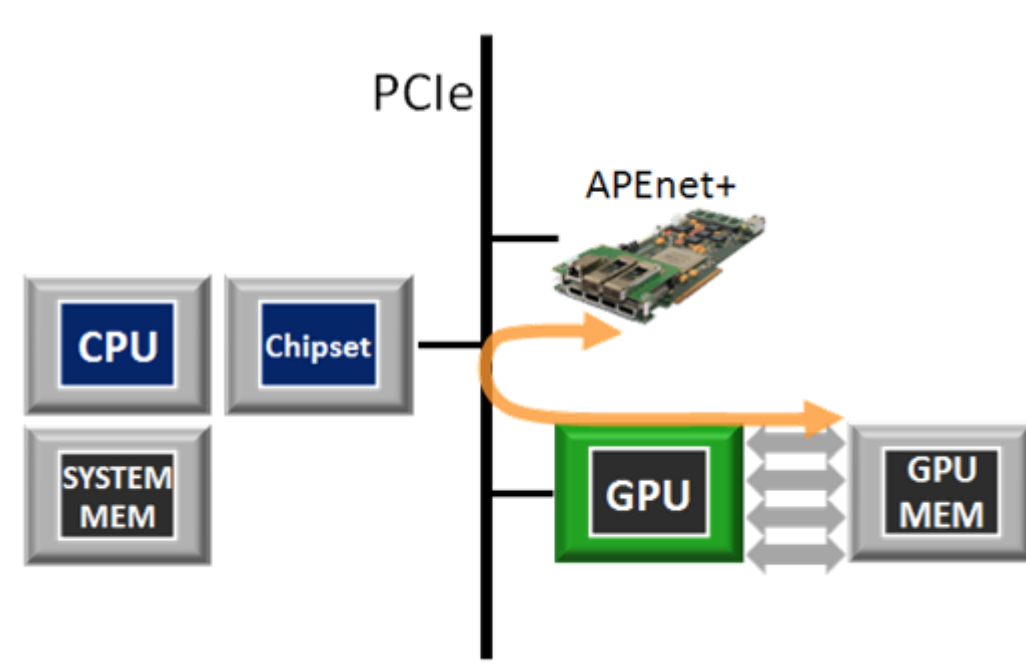 PCIe
APEnet+
CPU
Chipset
SYSTEM
MEM
GPU
GPU
MEM